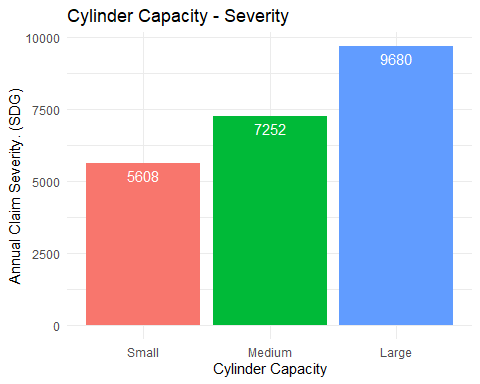 Cylinder Capacity - Severity
Annual Claim Severity. (SDG)
10000
7500
5000
2500
0
5608
7252
9680
Small
Medium
Large
Cylinder Capacity